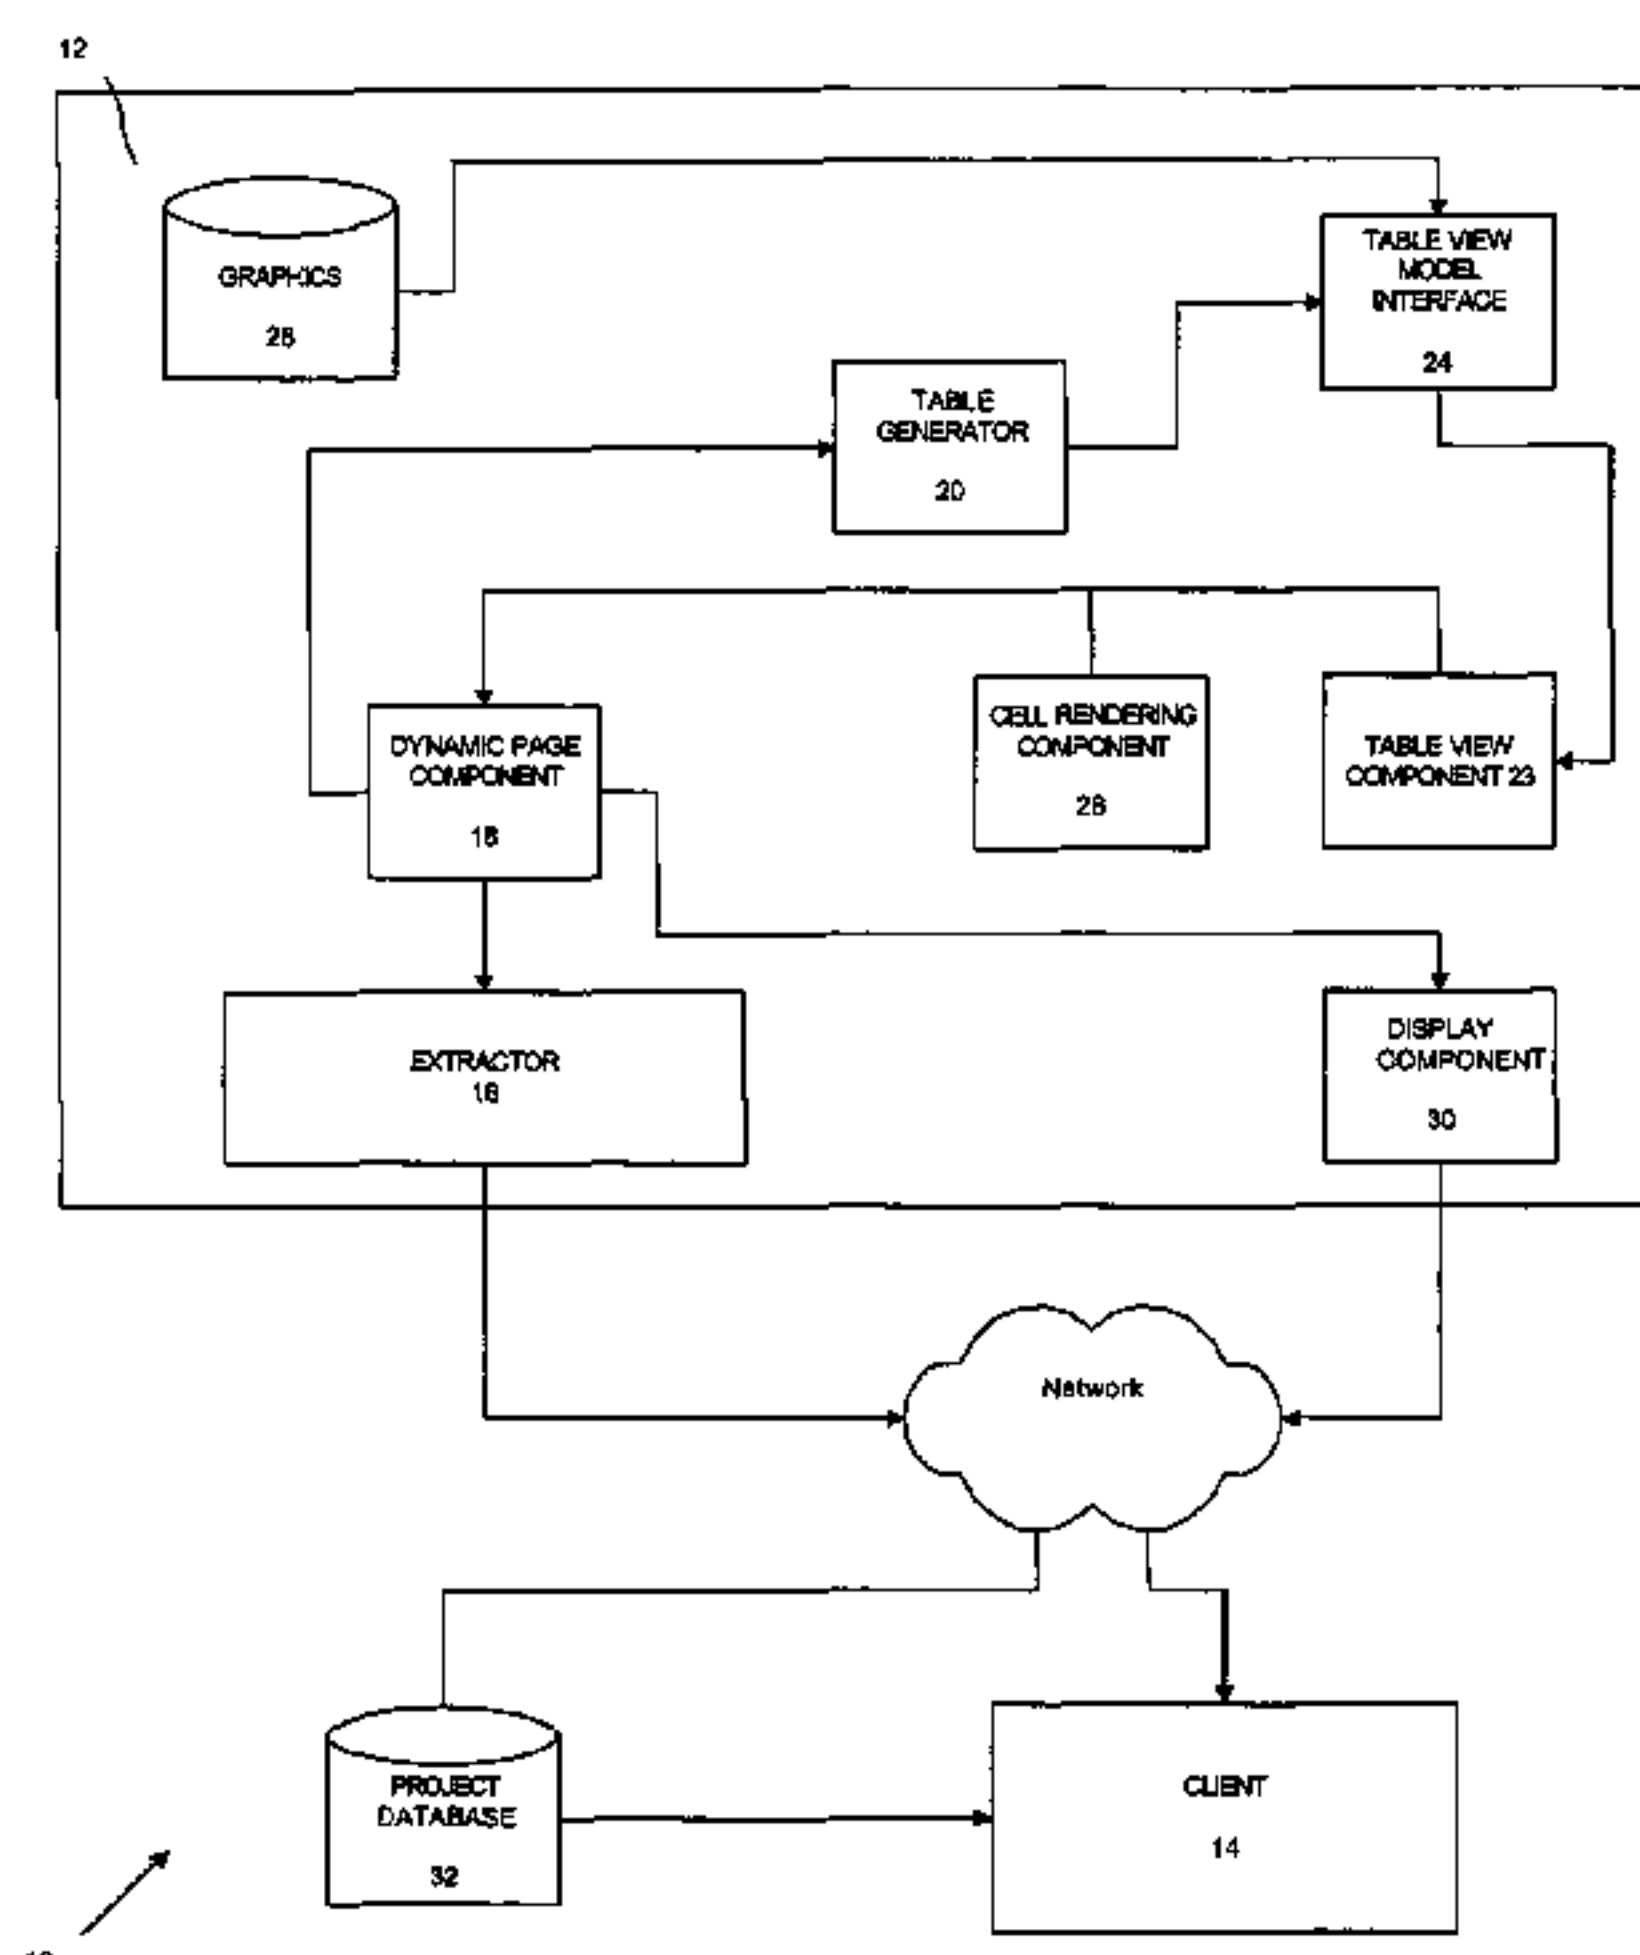 12
GRAPHICS
TABLE VIEW
MODEL
INTERFACE
24
TABLE
GENERATOR
20
DYNAMIC PAGE
COMPONENT
CELL RENDERING
COMPONENT
TABLE VIEW
COMPONENT 23
EXTRACTOR
DISPLAY
COMPONENT
30
Network
PROJECT
DATABASE
32
CLIENT
14